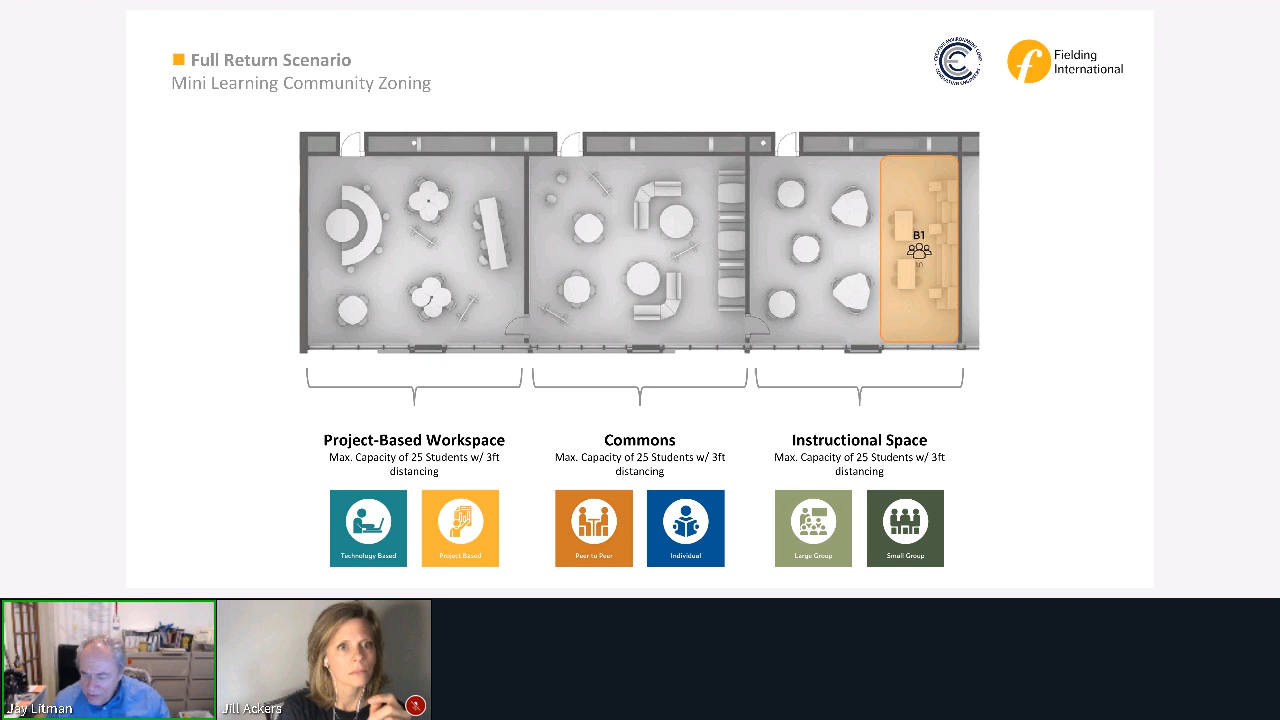 Full Return Scenario
Mini Learning Community Zoning
Fielding
International
B1
5
Project-Based Workspace
Max. Capacity of 25 Students w/ 3ft
distancing
Commons
Max. Capacity of 25 Students w/ 3ft
distancing
Instructional Space
Max. Capacity of 25 Students w/ 3ft
distancing
Technology Based
Project Based
Peer to Peer
Individual
Large Group
Small Group
Jay Litman
Jill Ackers